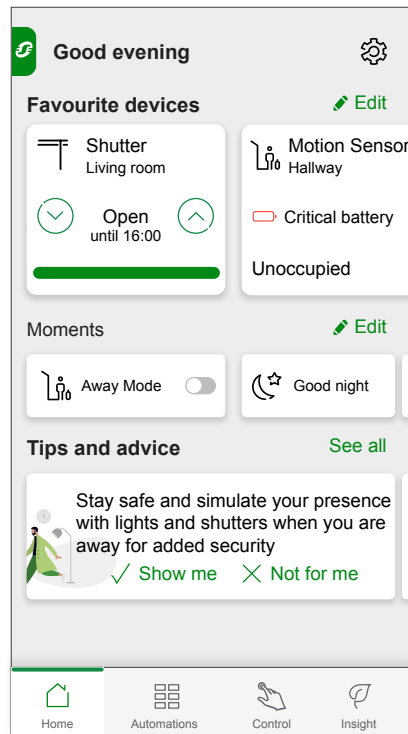 Good evening
Favourite devices
Edit
Shutter
Living room
Open
until 16:00
Motion Sensor
Hallway
Critical battery
Unoccupied
Moments
Edit
Away Mode
Good night
Tips and advice
See all
Stay safe and simulate your presence
with lights and shutters when you are
away for added security
Show me
Not for me
Home
Automations
Control
Insight